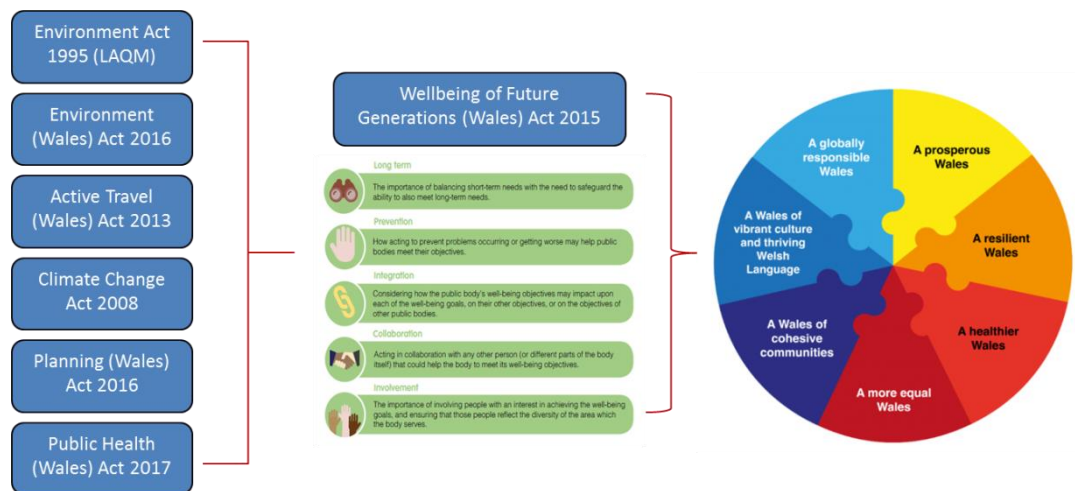 Environment Act
1995 (LAQM)
Environment
(Wales) Act 2016
Active Travel
(Wales) Act 2013
Climate Change
Act 2008
Planning (Wales)
Act 2016
Public Health
(Wales) Act 2017
Wellbeing of Future
Generations (Wales) Act 2015
Long term
The importance of balancing short-term needs with the need to safeguard the
ability to also meet long-term needs.
Prevention
How acting to prevent problems occurring or getting worse may help public
bodies meet their objectives.
Integration
Considering how the public body's well-being objectives may impact upon
each of the well-being goals, on their other objectives, or on the objectives of
other public bodies.
Collaboration
Acting in collaboration with any other person (or different parts of the body
itself) that could help the body to meet its well-being objectives.
Involvement
The importance of involving people with an interest in achieving the well-being
goals, and ensuring that those people reflect the diversity of the area which
the body serves.
A globally
responsible
Wales
A prosperous
Wales
A resilient
Wales
A healthier
Wales
A more equal
Wales
A Wales of
cohesive
communities
A Wales of
vibrant culture
and thriving
Welsh
Language